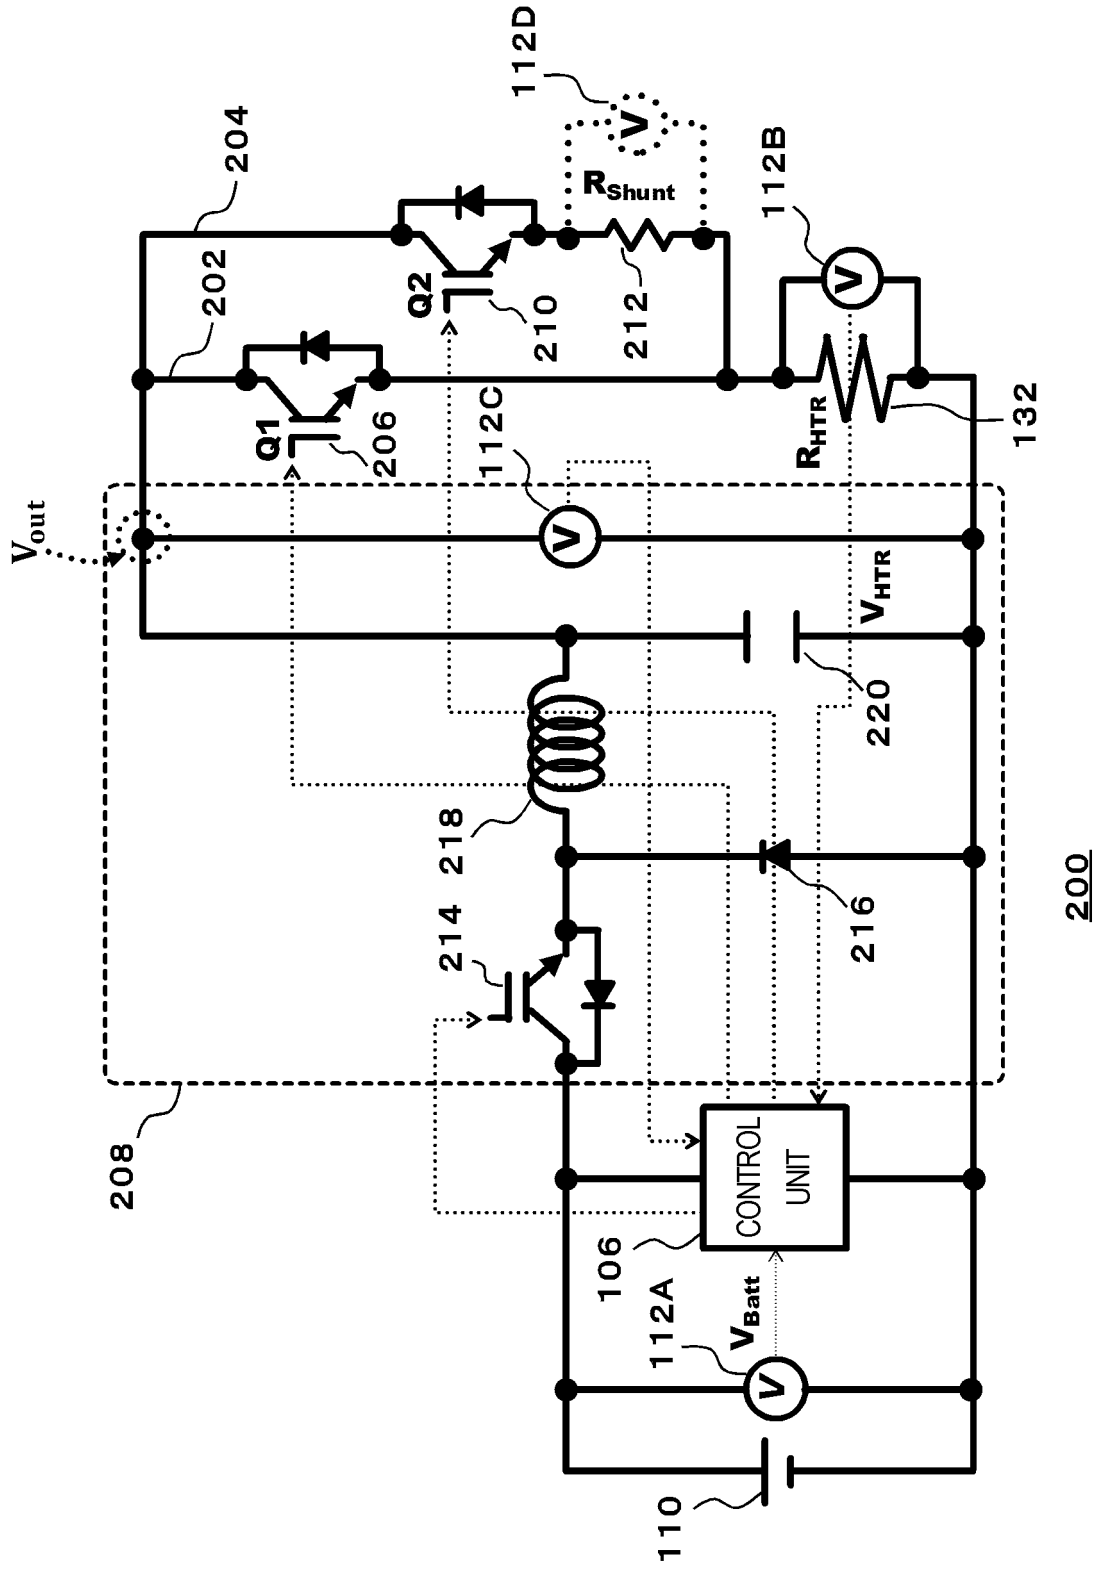 Vout
202
204
Q1
206
Q2
210
112D
V
RShunt
212
112B
V
RHTR
132
112C
V
VHTR
220
218
214
216
208
CONTROL
UNIT
106
112A
VBatt
V
110
200